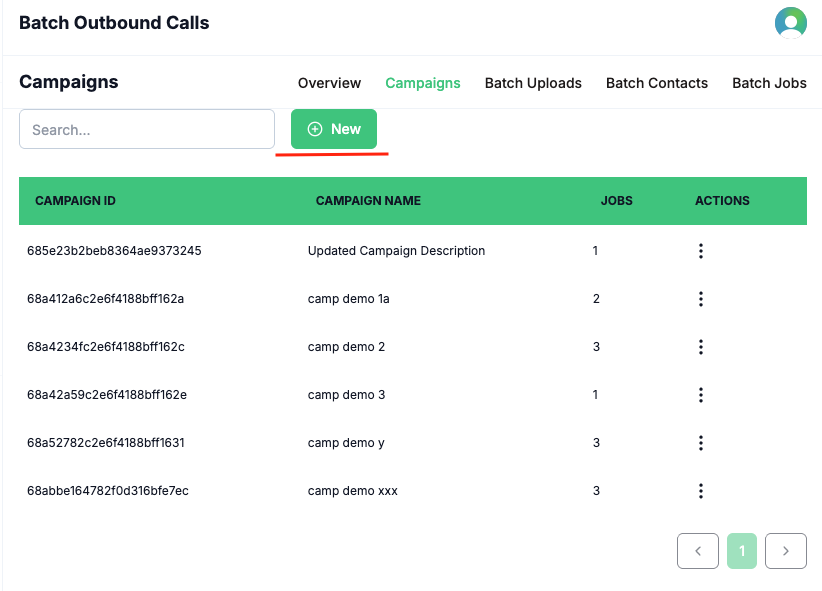 Batch Outbound Calls
Campaigns
Overview Campaigns Batch Uploads Batch Contacts Batch Jobs
Search...
New
CAMPAIGN ID CAMPAIGN NAME JOBS ACTIONS
685e23b2beb8364ae9373245 Updated Campaign Description 1
68a412a6c2e6f4188bff162a camp demo 1a 2
68a4234fc2e6f4188bff162c camp demo 2 3
68a42a59c2e6f4188bff162e camp demo 3 1
68a52782c2e6f4188bff1631 camp demo y 3
68abbe164782f0d316bfe7ec camp demo xxx 3
1